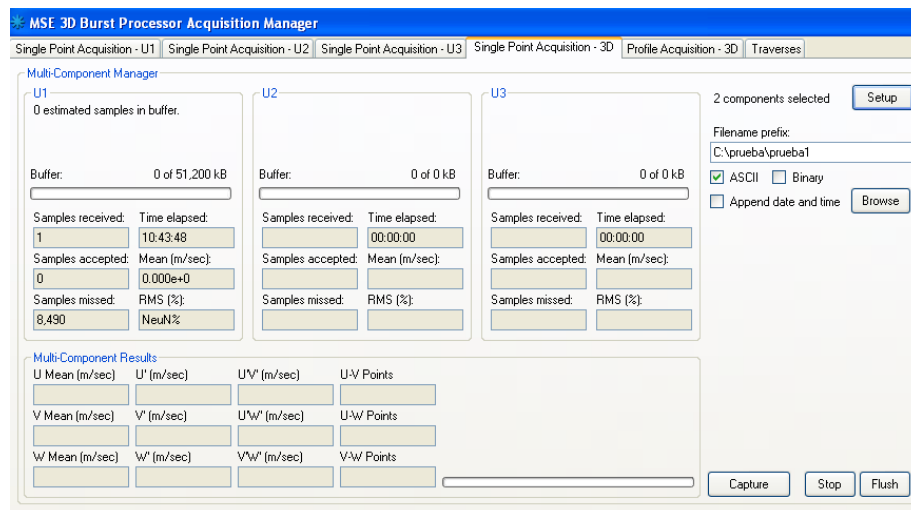 MSE 3D Burst Processor Acquisition Manager
Single Point Acquisition - U1 Single Point Acquisition - U2 Single Point Acquisition - U3 Single Point Acquisition - 3D Profile Acquisition - 3D Traverses
Multi-Component Manager
U1 U2 U3
0 estimated samples in buffer.
2 components selected Setup
Filename prefix:
C:\prueba\prueba1
Buffer: 0 of 51,200 kB Buffer: 0 of 0 kB Buffer: 0 of 0 kB
ASCII Binary
Append date and time Browse
Samples received: Time elapsed: Samples received: Time elapsed: Samples received: Time elapsed:
1 10:43:48 00:00:00 00:00:00
Samples accepted: Mean (m/sec): Samples accepted: Mean (m/sec): Samples accepted: Mean (m/sec):
0 0.000e+0
Samples missed: RMS (%): Samples missed: RMS (%): Samples missed: RMS (%):
8,490 NeuN%
Multi-Component Results
U Mean (m/sec) U' (m/sec) U'V' (m/sec) U-V Points
V Mean (m/sec) V' (m/sec) U'W' (m/sec) U-W Points
W Mean (m/sec) W' (m/sec) V'W' (m/sec) V-W Points
Capture Stop Flush